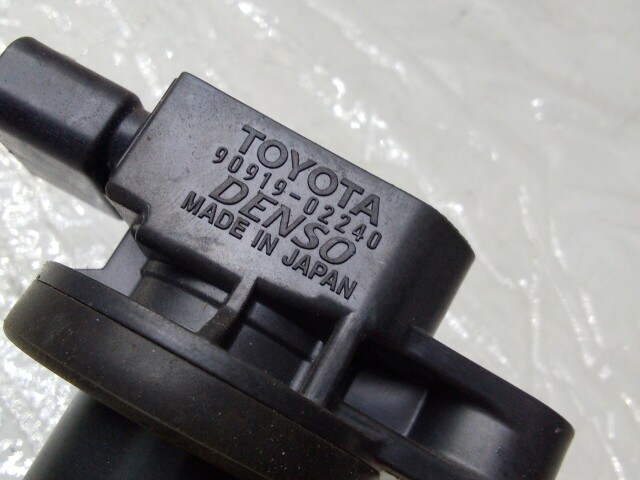 TOYOTA
90919-02240
DENSO
MADE IN JAPAN